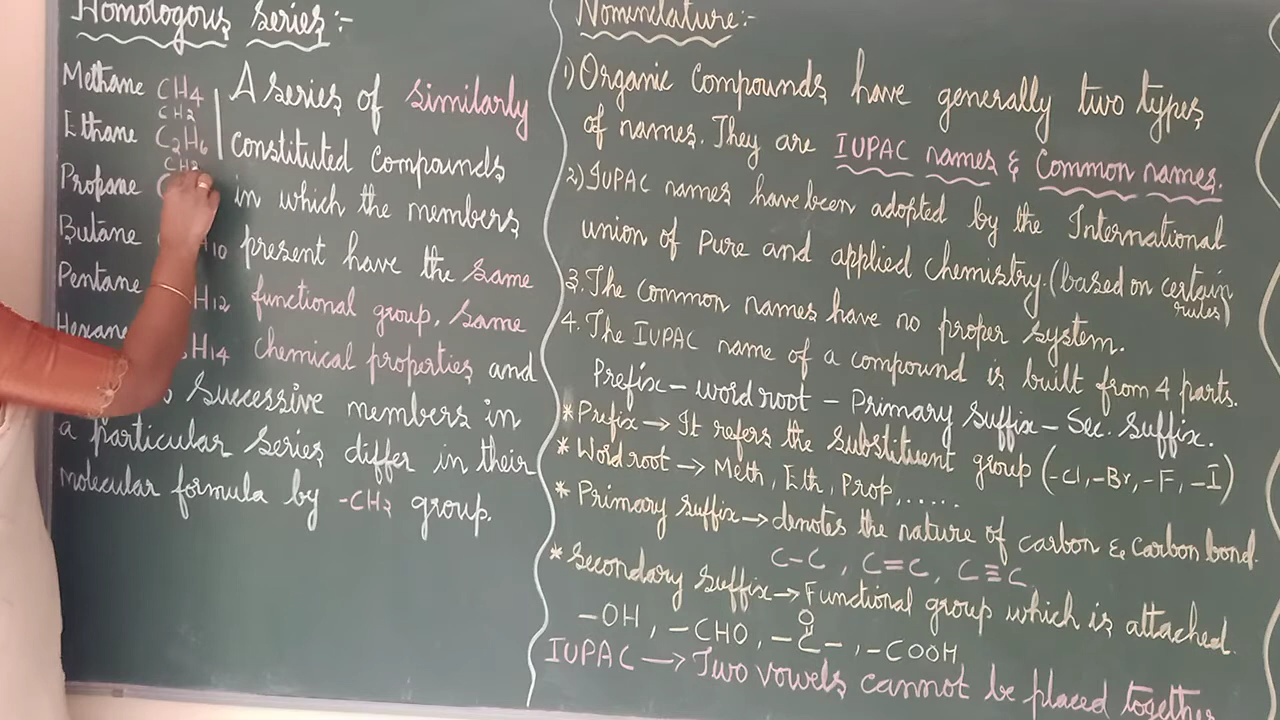 Homologous Series:-
Methane CH4
CH2
Ethane C2H6
CH2
Propane
Butane H10
Pentane H12
Hexane H14
A series of similarly
constituted compounds
in which the members
present have the same
functional group, same
chemical properties and
successive members in
a particular series differ in their
molecular formula by -CH2 group.
Nomenclature:-
1) Organic compounds have generally two types
of names. They are IUPAC names & Common names.
2) IUPAC names have been adopted by the International
union of Pure and applied chemistry. (based on certain
rules)
3. The common names have no proper system.
4. The IUPAC name of a compound is built from 4 parts.
Prefix - word root - Primary Suffix - Sec. Suffix.
* Prefix → It refers the substituent group (-Cl, -Br, -F, -I)
* Word root → Meth, Eth, Prop, .....
* Primary suffix → denotes the nature of carbon & carbon bond.
C-C, C=C, C≡C
* Secondary suffix → Functional group which is attached.
O
-OH, -CHO, -C-, -COOH
IUPAC → Two vowels cannot be placed together